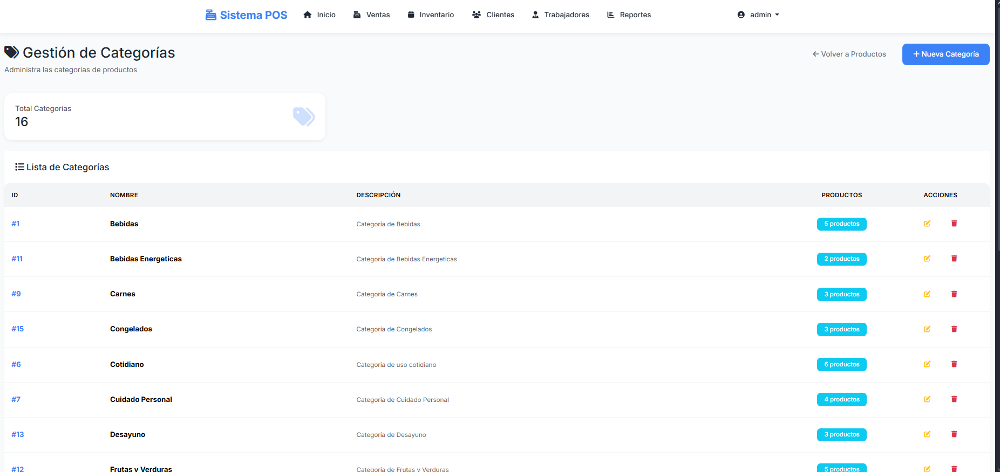 Sistema POS Inicio Ventas Inventario Clientes Trabajadores Reportes admin
Gestión de Categorías
Administra las categorías de productos
Volver a Productos
Nueva Categoría
Total Categorías
16
Lista de Categorías
ID NOMBRE DESCRIPCIÓN PRODUCTOS ACCIONES
#1 Bebidas Categoria de Bebidas 5 productos
#11 Bebidas Energeticas Categoria de Bebidas Energeticas 2 productos
#9 Carnes Categoria de Carnes 3 productos
#15 Congelados Categoria de Congelados 3 productos
#6 Cotidiano Categoria de uso cotidiano 6 productos
#7 Cuidado Personal Categoria de Cuidado Personal 4 productos
#13 Desayuno Categoria de Desayuno 3 productos
#12 Frutas y Verduras Categoria de Frutas y Verduras 5 productos